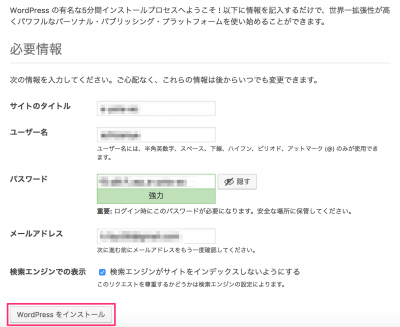 WordPress の有名な5分間インストールプロセスへようこそ！以下に情報を記入するだけで、世界一拡張性が高
くパワフルなパーソナル・パブリッシング・プラットフォームを使い始めることができます。
必要情報
次の情報を入力してください。ご心配なく、これらの情報は後からいつでも変更できます。
サイトのタイトル
ユーザー名
ユーザー名には、半角英数字、スペース、下線、ハイフン、ピリオド、アットマーク (@) のみが使用でき
ます。
パスワード
隠す
強力
重要: ログイン時にこのパスワードが必要になります。安全な場所に保管してください。
メールアドレス
次に進む前にメールアドレスをもう一度確認してください。
検索エンジンでの表示
検索エンジンがサイトをインデックスしないようにする
このリクエストを尊重するかどうかは検索エンジンの設定によります。
WordPress をインストール